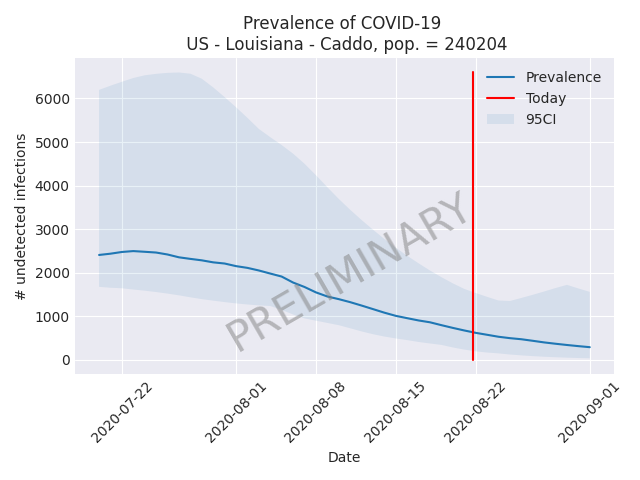 Prevalence of COVID-19
US - Louisiana - Caddo, pop. = 240204
# undetected infections
6000
5000
4000
3000
2000
1000
0
Prevalence
Today
95CI
PRELIMINARY
2020-07-22
2020-08-01
2020-08-08
2020-08-15
2020-08-22
2020-09-01
Date